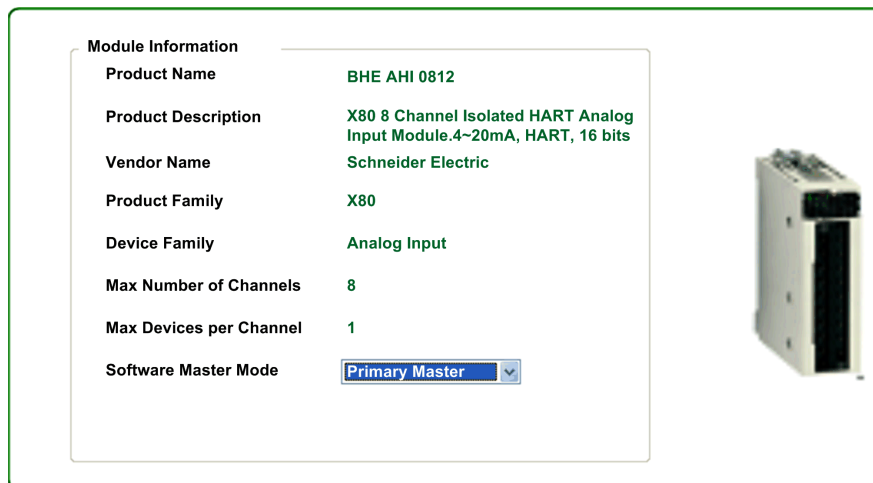 Module Information
Product Name BHE AHI 0812
Product Description X80 8 Channel Isolated HART Analog
Input Module.4~20mA, HART, 16 bits
Vendor Name Schneider Electric
Product Family X80
Device Family Analog Input
Max Number of Channels 8
Max Devices per Channel 1
Software Master Mode Primary Master